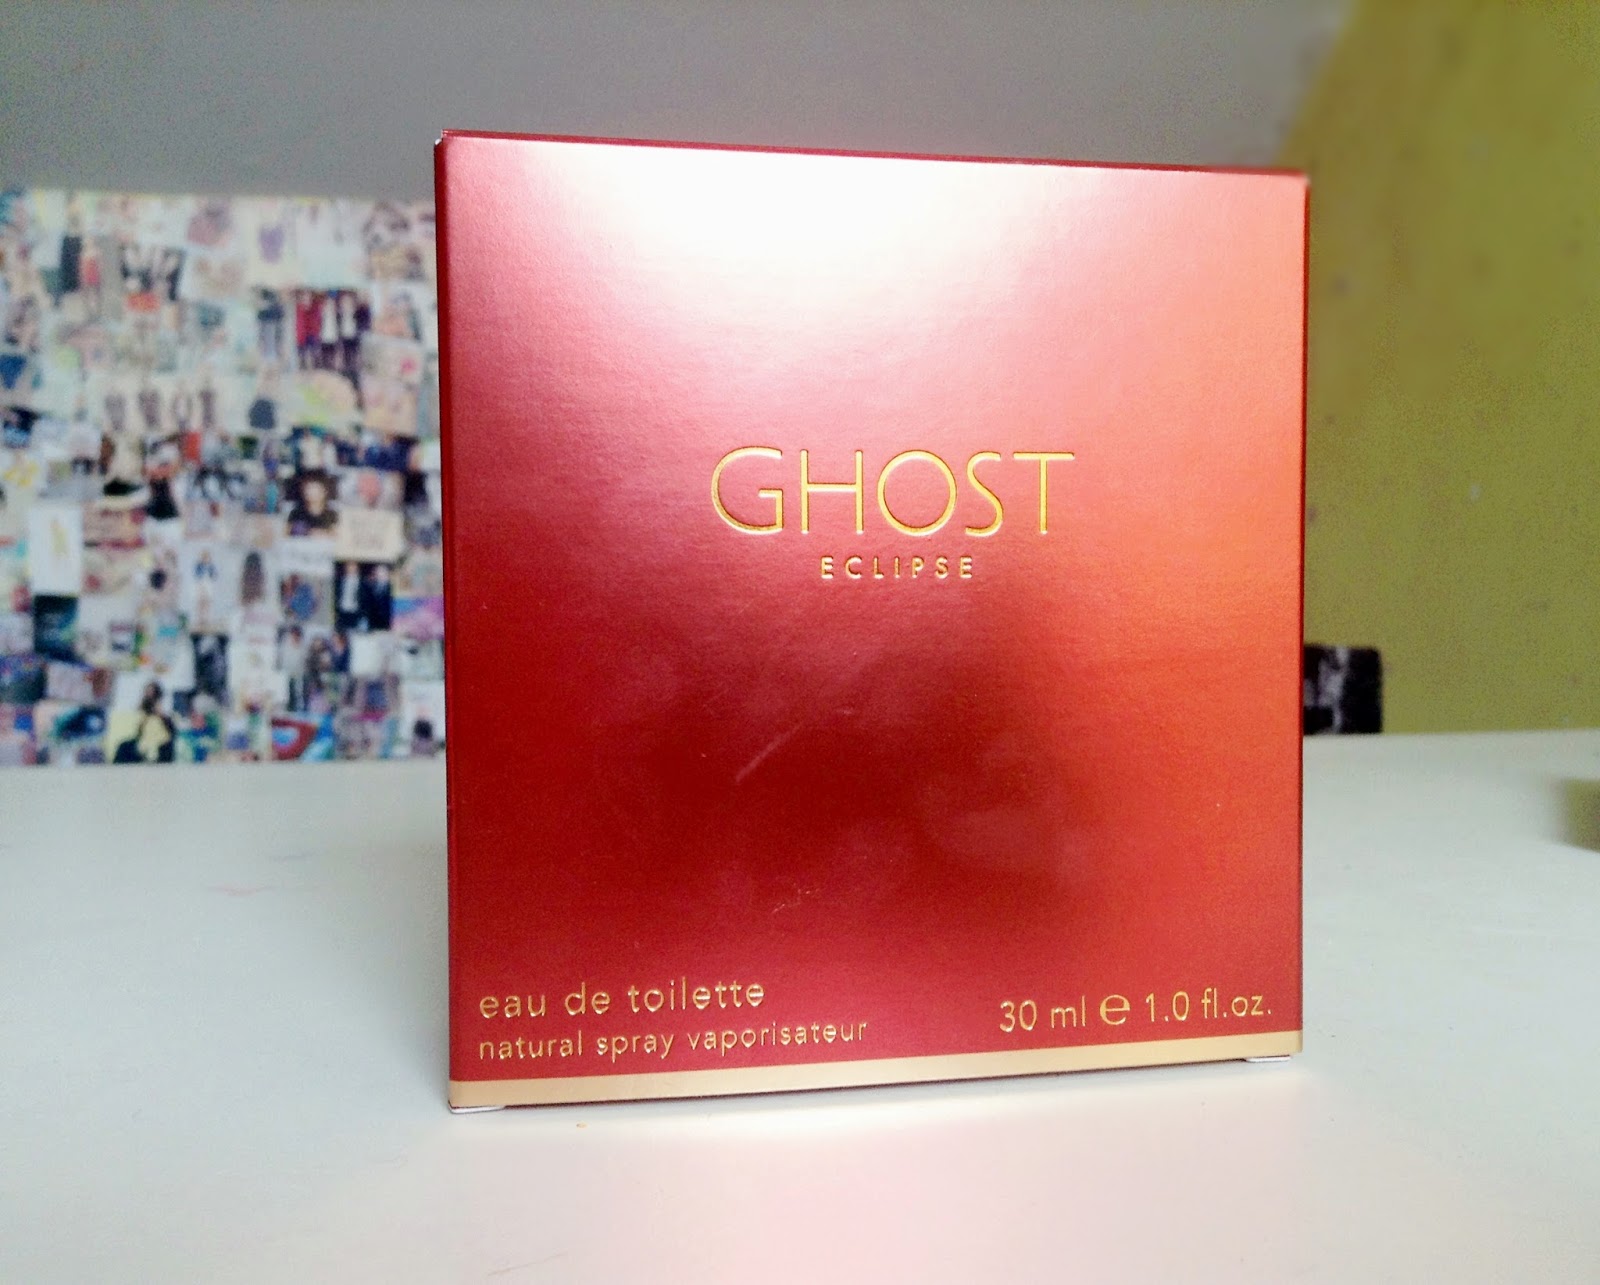 GHOST
ECLIPSE
eau de toilette
natural spray vaporisateur
30 ml e 1.0 fl.oz.